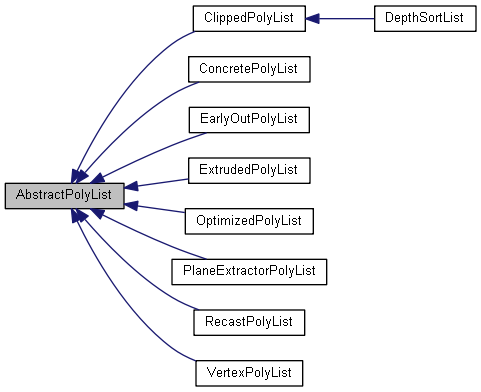 ClippedPolyList
DepthSortList
ConcretePolyList
EarlyOutPolyList
ExtrudedPolyList
AbstractPolyList
OptimizedPolyList
PlaneExtractorPolyList
RecastPolyList
VertexPolyList